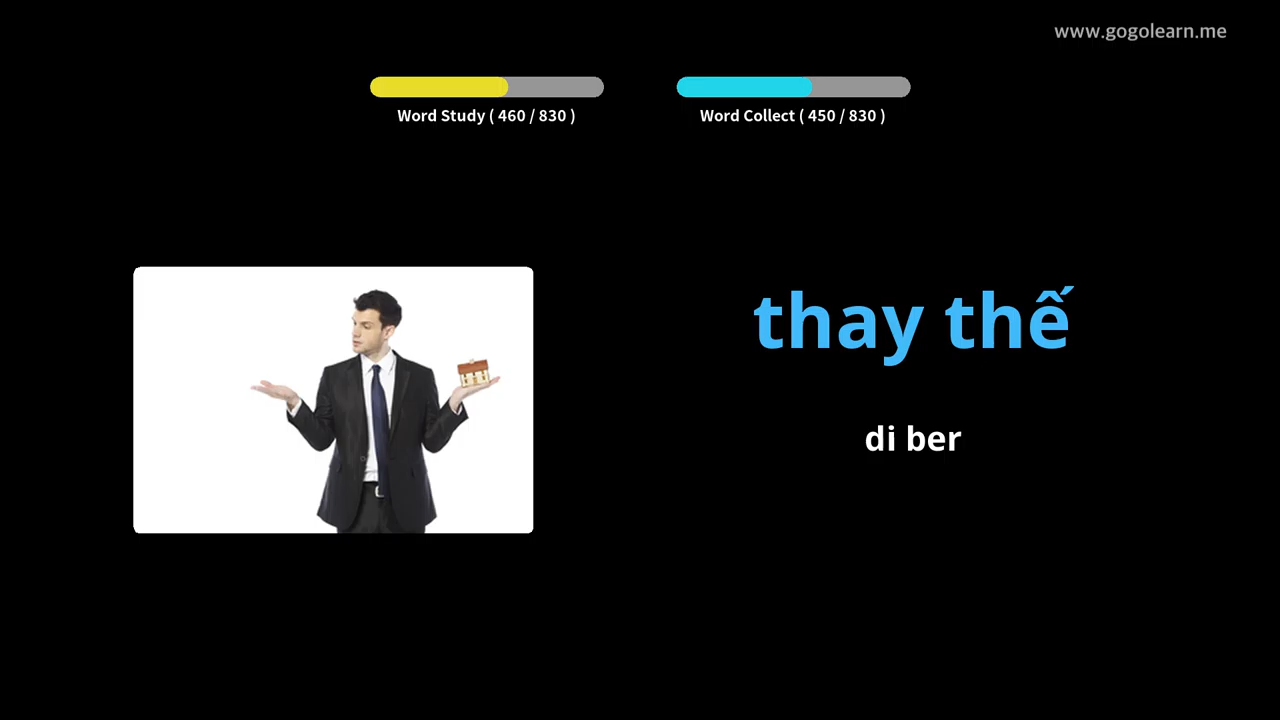 www.gogolearn.me
Word Study ( 460 / 830 )
Word Collect ( 450 / 830 )
thay thế
di ber